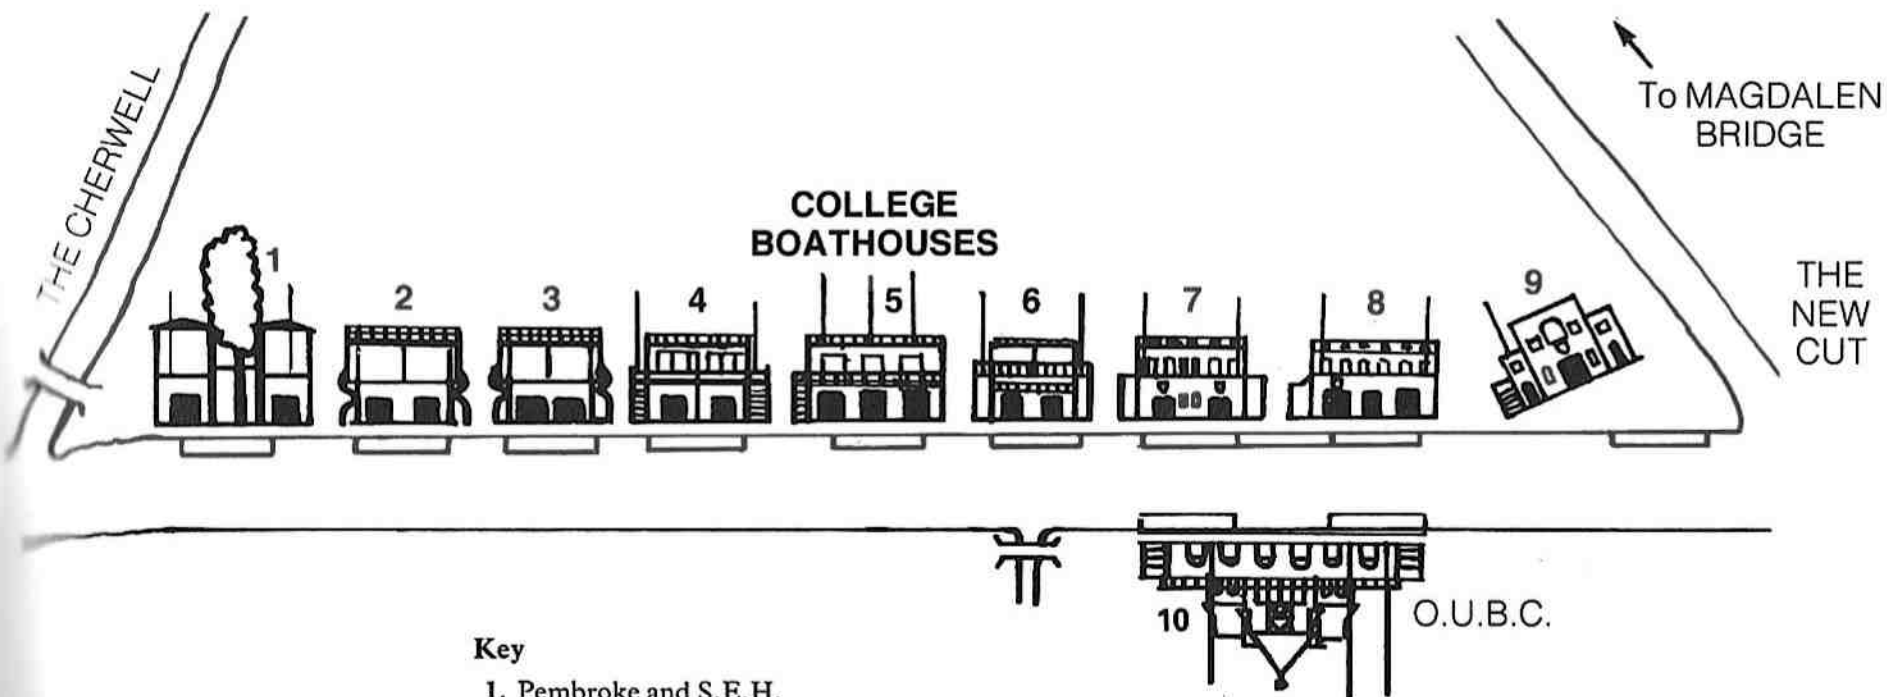 THE CHERWELL
To MAGDALEN
BRIDGE
COLLEGE
BOATHOUSES
THE
NEW
CUT
1
2
3
4
5
6
7
8
9
10
O.U.B.C.
Key
1. Pembroke and S.E.H.